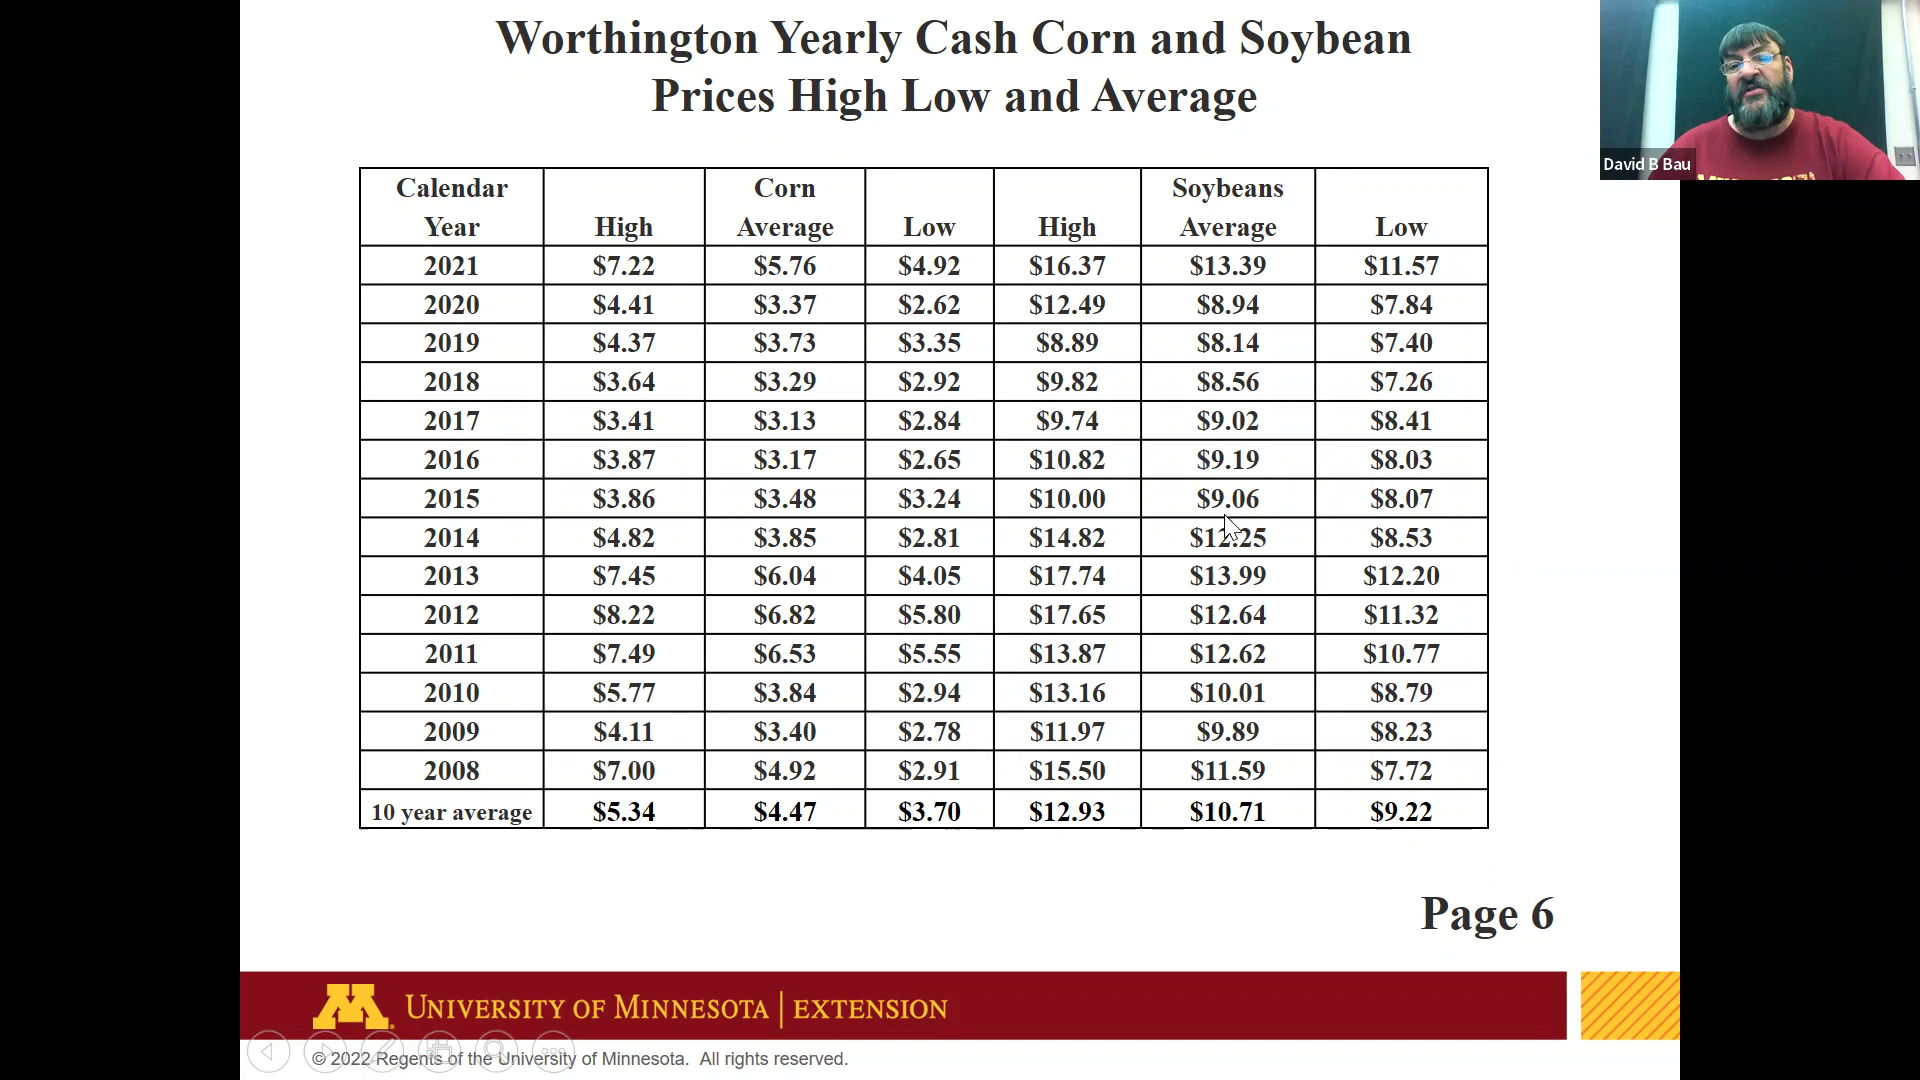 Worthington Yearly Cash Corn and Soybean
Prices High Low and Average
David B Bau
Calendar Corn Soybeans
Year High Average Low High Average Low
2021 $7.22 $5.76 $4.92 $16.37 $13.39 $11.57
2020 $4.41 $3.37 $2.62 $12.49 $8.94 $7.84
2019 $4.37 $3.73 $3.35 $8.89 $8.14 $7.40
2018 $3.64 $3.29 $2.92 $9.82 $8.56 $7.26
2017 $3.41 $3.13 $2.84 $9.74 $9.02 $8.41
2016 $3.87 $3.17 $2.65 $10.82 $9.19 $8.03
2015 $3.86 $3.48 $3.24 $10.00 $9.06 $8.07
2014 $4.82 $3.85 $2.81 $14.82 $12.25 $8.53
2013 $7.45 $6.04 $4.05 $17.74 $13.99 $12.20
2012 $8.22 $6.82 $5.80 $17.65 $12.64 $11.32
2011 $7.49 $6.53 $5.55 $13.87 $12.62 $10.77
2010 $5.77 $3.84 $2.94 $13.16 $10.01 $8.79
2009 $4.11 $3.40 $2.78 $11.97 $9.89 $8.23
2008 $7.00 $4.92 $2.91 $15.50 $11.59 $7.72
10 year average $5.34 $4.47 $3.70 $12.93 $10.71 $9.22
Page 6
M UNIVERSITY OF MINNESOTA | EXTENSION
© 2022 Regents of the University of Minnesota. All rights reserved.